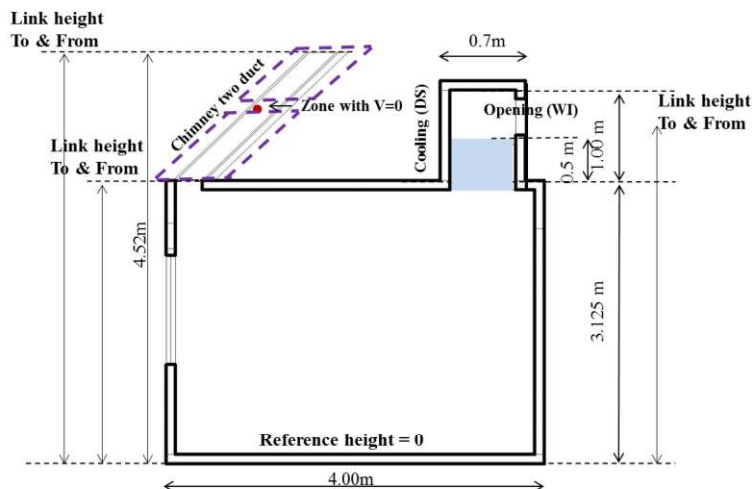 Link height
To & From
0.7m
Chimney two duct
Zone with V=0
Cooling (DS)
Opening (WI)
Link height
To & From
Link height
To & From
0.5 m
1.00 m
4.52m
3.125 m
Reference height = 0
4.00m